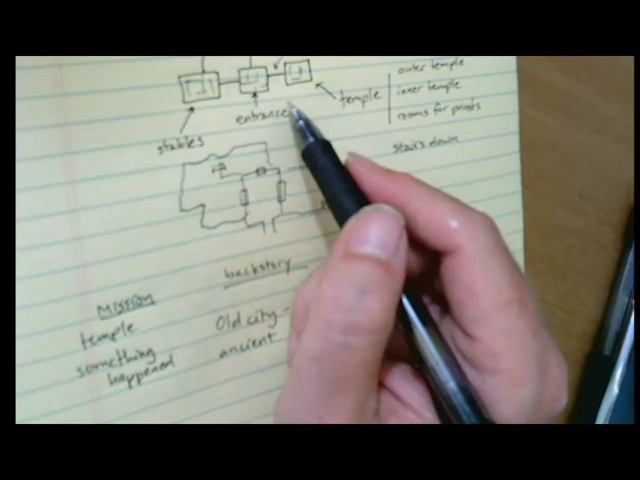 outer temple
inner temple
temple
rooms for priests
entrance
stables
stairs down
backstory
MISSION
temple
Old city -
something
ancient
happened